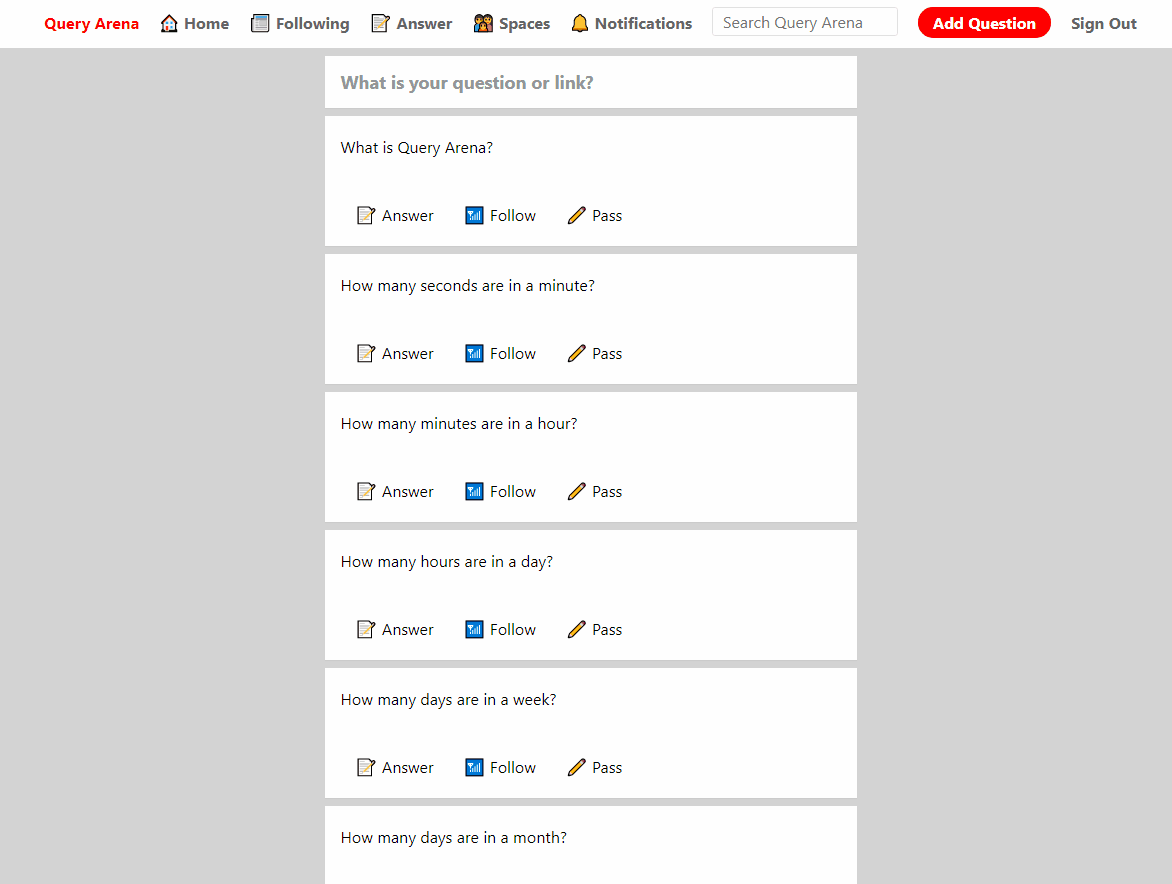 Query Arena Home Following Answer Spaces Notifications Search Query Arena Add Question Sign Out
What is your question or link?
What is Query Arena?
Answer Follow Pass
How many seconds are in a minute?
Answer Follow Pass
How many minutes are in a hour?
Answer Follow Pass
How many hours are in a day?
Answer Follow Pass
How many days are in a week?
Answer Follow Pass
How many days are in a month?